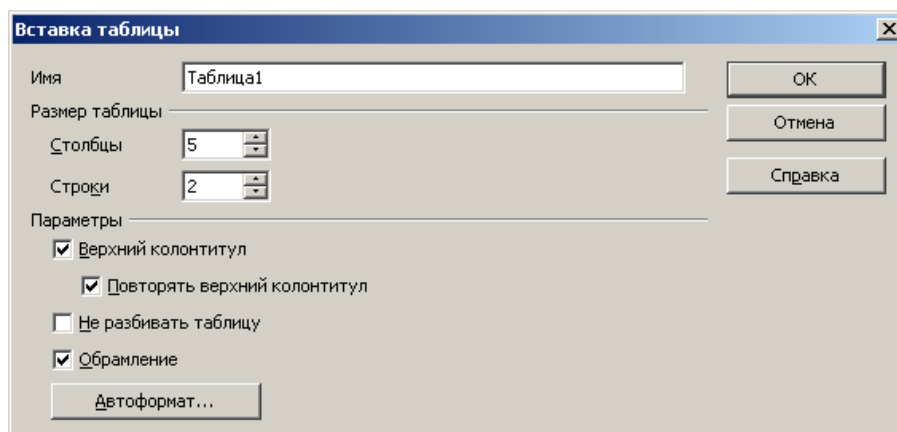 Вставка таблицы
Имя Таблица1 ОК
Размер таблицы
Отмена
Столбцы 5
Строки 2 Справка
Параметры
Верхний колонтитул
Повторять верхний колонтитул
Не разбивать таблицу
Обрамление
Автоформат...